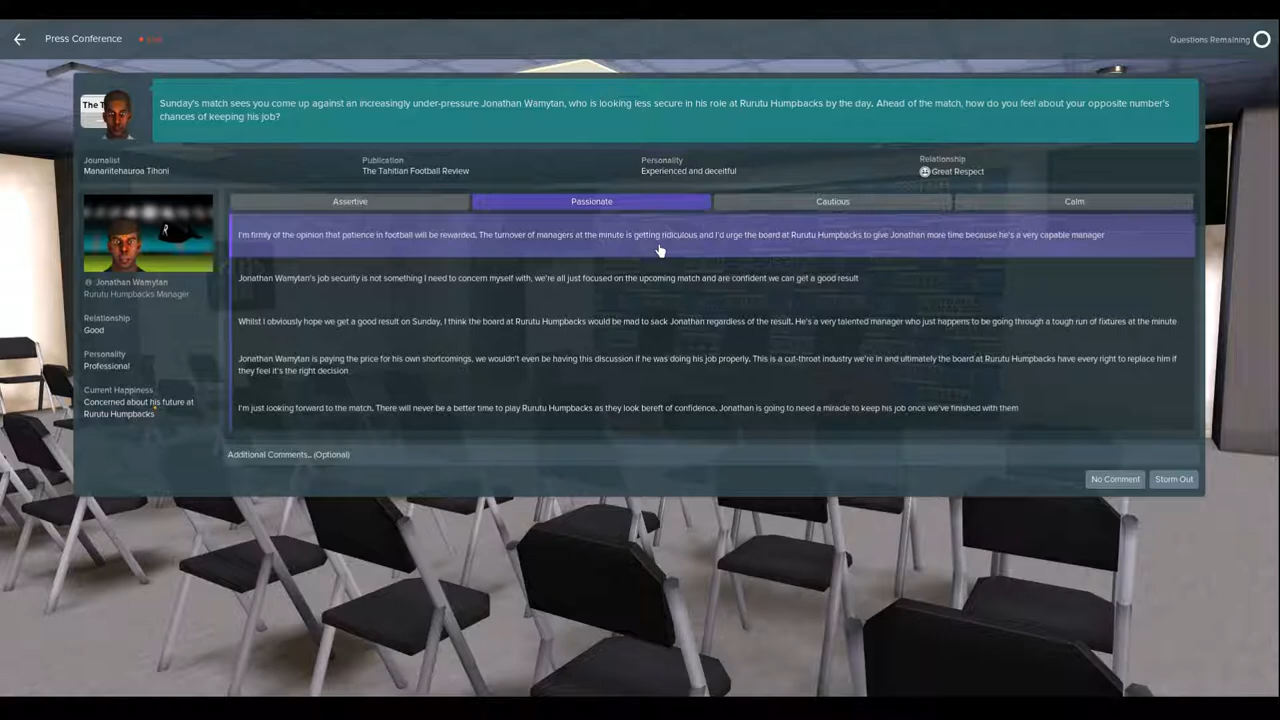 Press Conference
Questions Remaining
The T
Sunday's match sees you come up against an increasingly under-pressure Jonathan Wamytan, who is looking less secure in his role at Rurutu Humpbacks by the day. Ahead of the match, how do you feel about your opposite number's
chances of keeping his job?
Journalist
Manariitehauroa Tihoni
Publication
The Tahitian Football Review
Personality
Experienced and deceitful
Relationship
Great Respect
Assertive
Passionate
Cautious
Calm
I'm firmly of the opinion that patience in football will be rewarded. The turnover of managers at the minute is getting ridiculous and I'd urge the board at Rurutu Humpbacks to give Jonathan more time because he's a very capable manager
Jonathan Wamytan's job security is not something I need to concern myself with, we're all just focused on the upcoming match and are confident we can get a good result
Whilst I obviously hope we get a good result on Sunday, I think the board at Rurutu Humpbacks would be mad to sack Jonathan regardless of the result. He's a very talented manager who just happens to be going through a tough run of fixtures at the minute
Jonathan Wamytan is paying the price for his own shortcomings, we wouldn't even be having this discussion if he was doing his job properly. This is a cut-throat industry we're in and ultimately the board at Rurutu Humpbacks have every right to replace him if
they feel it's the right decision
I'm just looking forward to the match. There will never be a better time to play Rurutu Humpbacks as they look bereft of confidence. Jonathan is going to need a miracle to keep his job once we've finished with them
R
Jonathan Wamytan
Rurutu Humpbacks Manager
Relationship
Good
Personality
Professional
Current Happiness
Concerned about his future at
Rurutu Humpbacks
Additional Comments.. (Optional)
No Comment
Storm Out